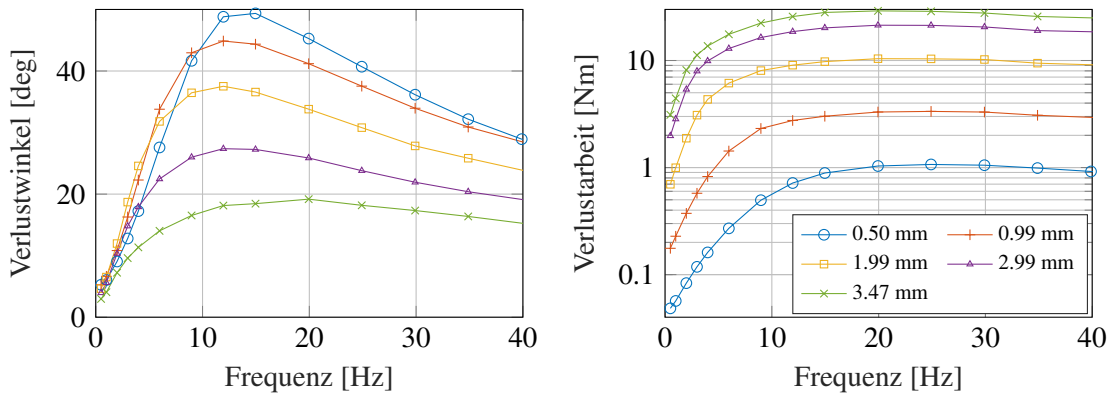 Verlustwinkel [deg]
40
20
0
0 10 20 30 40
Frequenz [Hz]
Verlustarbeit [Nm]
10
1
0.1
0 10 20 30 40
Frequenz [Hz]
0.50 mm 0.99 mm
1.99 mm 2.99 mm
3.47 mm